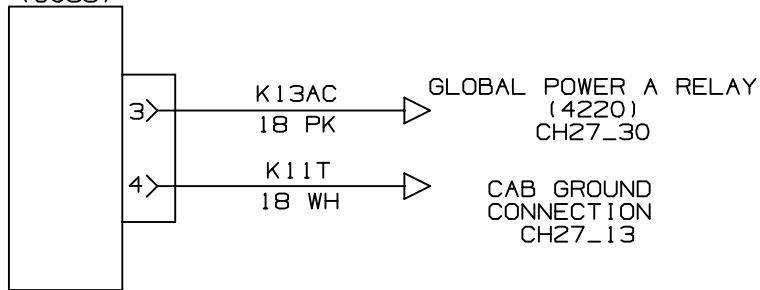 3
K13AC
18 PK
GLOBAL POWER A RELAY
(4220)
CH27_30
4
K11T
18 WH
CAB GROUND
CONNECTION
CH27_13